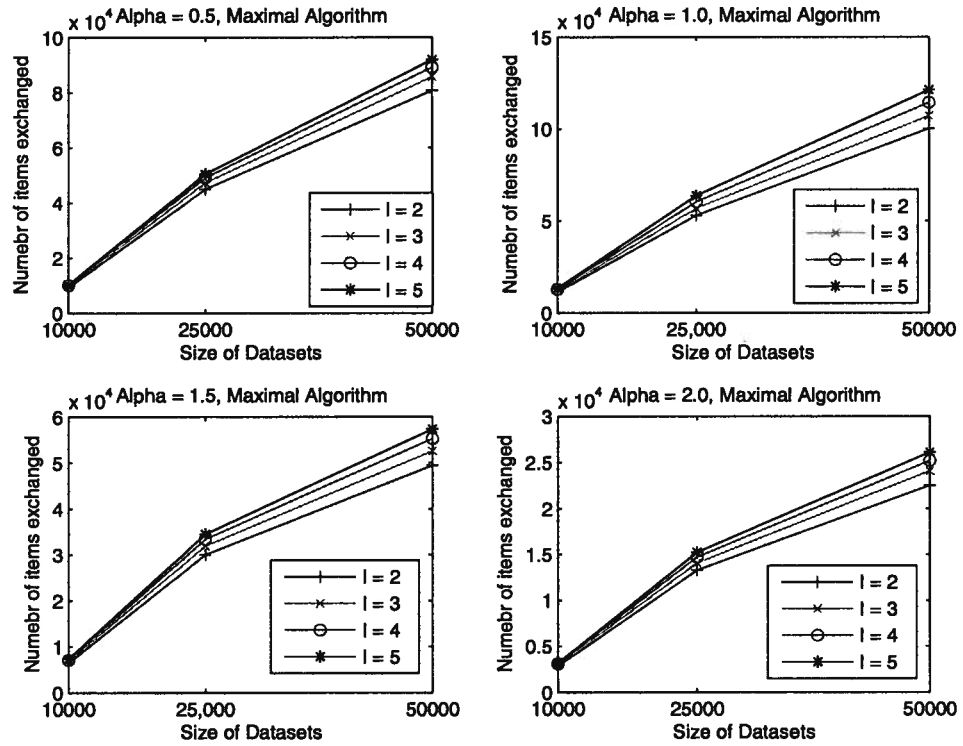 x 10^4 Alpha = 0.5, Maximal Algorithm
10
8
6
4
2
0
Numebr of items exchanged
l = 2
l = 3
l = 4
l = 5
10000 25,000 50000
Size of Datasets
x 10^4 Alpha = 1.0, Maximal Algorithm
15
10
5
0
Numebr of items exchanged
l = 2
l = 3
l = 4
l = 5
10000 25,000 50000
Size of Datasets
x 10^4 Alpha = 1.5, Maximal Algorithm
6
5
4
3
2
1
0
Numebr of items exchanged
l = 2
l = 3
l = 4
l = 5
10000 25,000 50000
Size of Datasets
x 10^4 Alpha = 2.0, Maximal Algorithm
3
2.5
2
1.5
1
0.5
0
Numebr of items exchanged
l = 2
l = 3
l = 4
l = 5
10000 25,000 50000
Size of Datasets